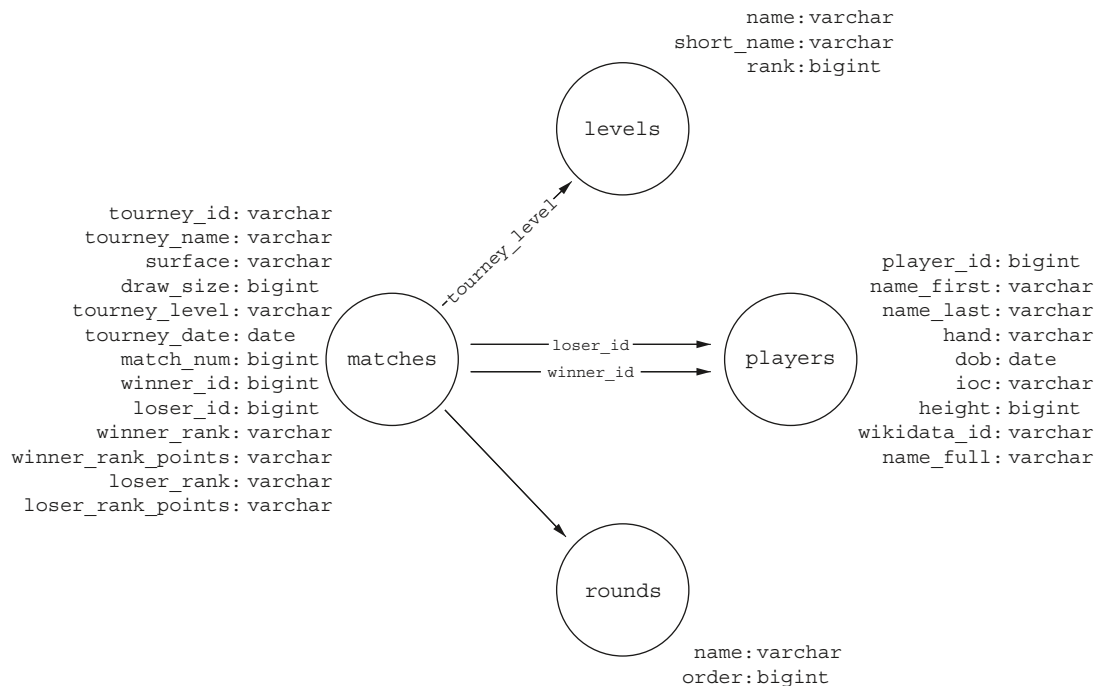 name:varchar
short_name:varchar
rank:bigint
levels
tourney_level
tourney_id: varchar
tourney_name: varchar
surface: varchar
draw_size: bigint
tourney_level: varchar
tourney_date: date
match_num: bigint
winner_id: bigint
loser_id: bigint
winner_rank: varchar
winner_rank_points: varchar
loser_rank: varchar
loser_rank_points: varchar
matches
loser_id
winner_id
players
player_id: bigint
name_first: varchar
name_last: varchar
hand: varchar
dob: date
ioc: varchar
height: bigint
wikidata_id: varchar
name_full: varchar
rounds
name:varchar
order:bigint